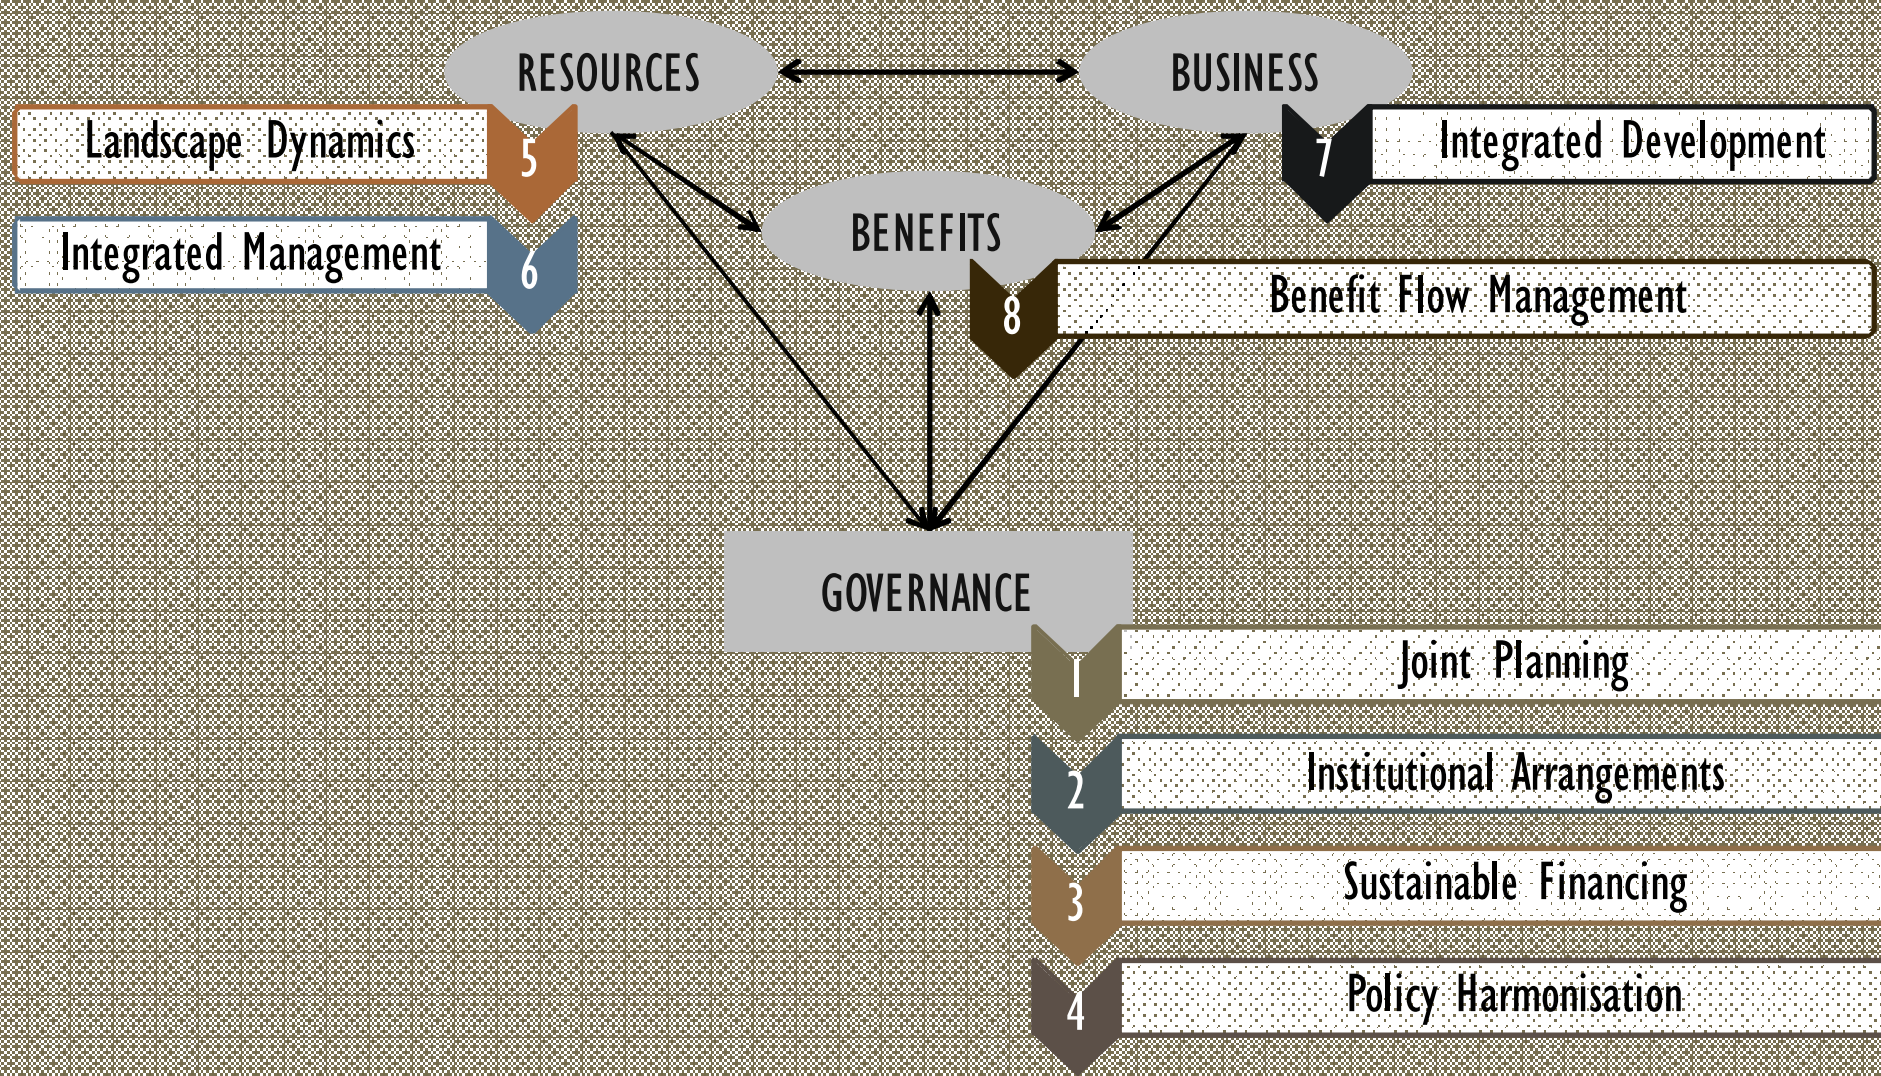 RESOURCES
BUSINESS
Landscape Dynamics
5
7
Integrated Development
Integrated Management
6
BENEFITS
8
Benefit Flow Management
GOVERNANCE
1
Joint Planning
2
Institutional Arrangements
3
Sustainable Financing
4
Policy Harmonisation